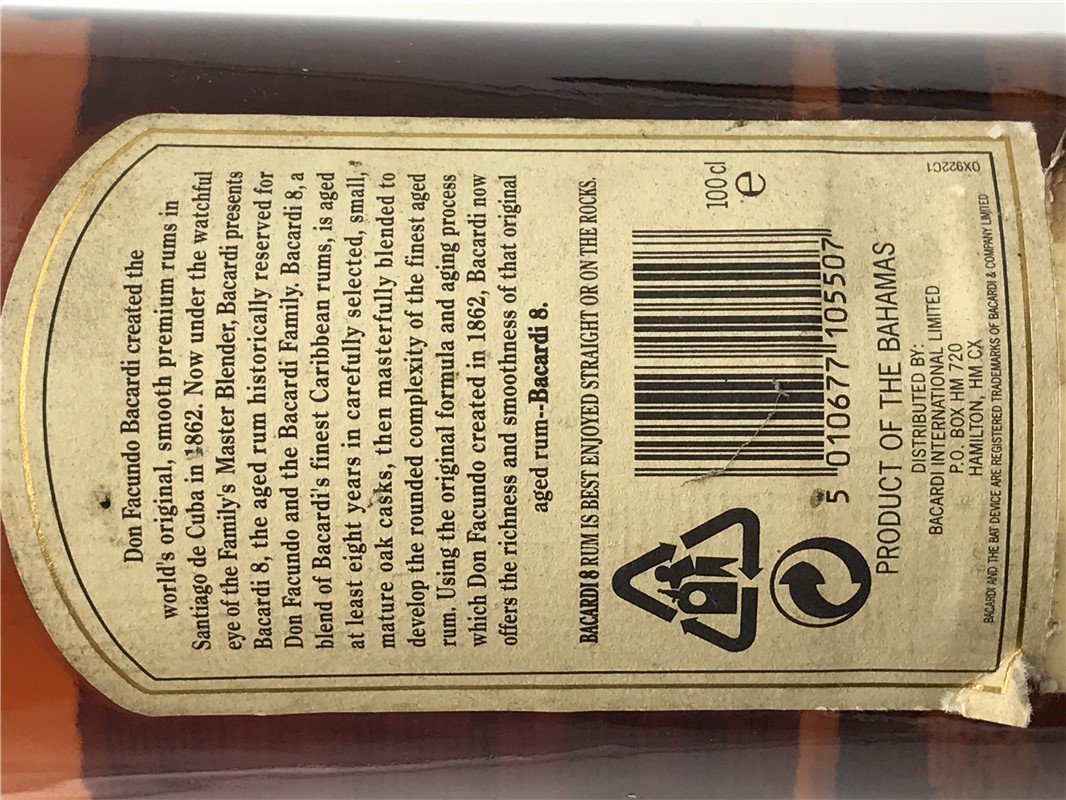 Don Facundo Bacardi created the
world's original, smooth premium rums in
Santiago de Cuba in 1862. Now under the watchful
eye of the Family's Master Blender, Bacardi presents
Bacardi 8, the aged rum historically reserved for
Don Facundo and the Bacardi Family. Bacardi 8, a
blend of Bacardi's finest Caribbean rums, is aged
at least eight years in carefully selected, small,
mature oak casks, then masterfully blended to
develop the rounded complexity of the finest aged
rum. Using the original formula and aging process
which Don Facundo created in 1862, Bacardi now
offers the richness and smoothness of that original
aged rum--Bacardi 8.
BACARDI 8 RUM IS BEST ENJOYED STRAIGHT OR ON THE ROCKS.
100cl
e
5 010677 105507
PRODUCT OF THE BAHAMAS
DISTRIBUTED BY:
BACARDI INTERNATIONAL LIMITED
P.O. BOX HM 720
HAMILTON, HM CX
BACARDI AND THE BAT DEVICE ARE REGISTERED TRADEMARKS OF BACARDI & COMPANY LIMITED
OX922C1